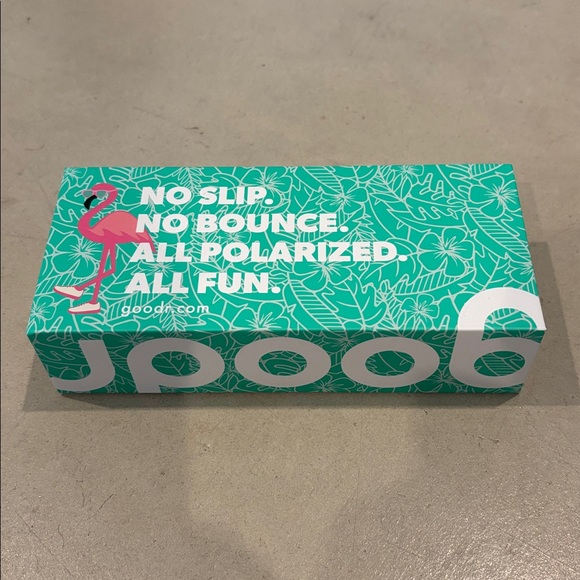 NO SLIP.
NO BOUNCE.
ALL POLARIZED.
ALL FUN.
goodr.com
goodr